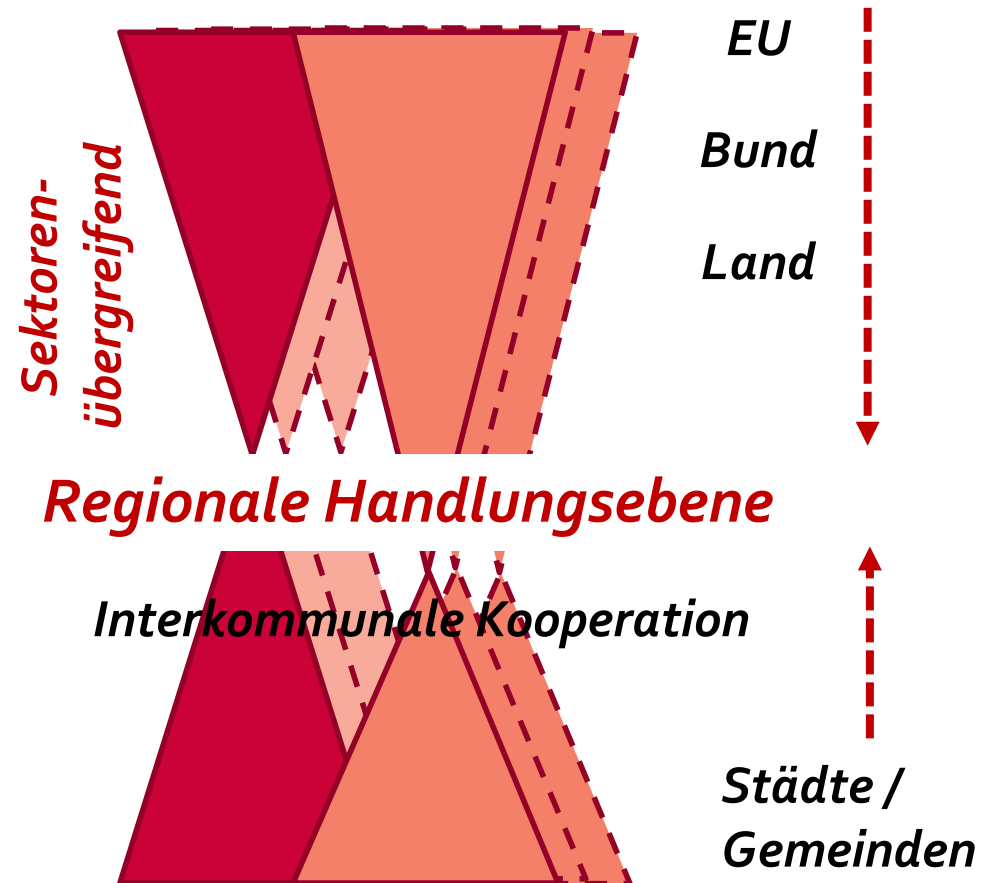 EU
Bund
Land
Sektoren-
übergreifend
Regionale Handlungsebene
Interkommunale Kooperation
Städte /
Gemeinden